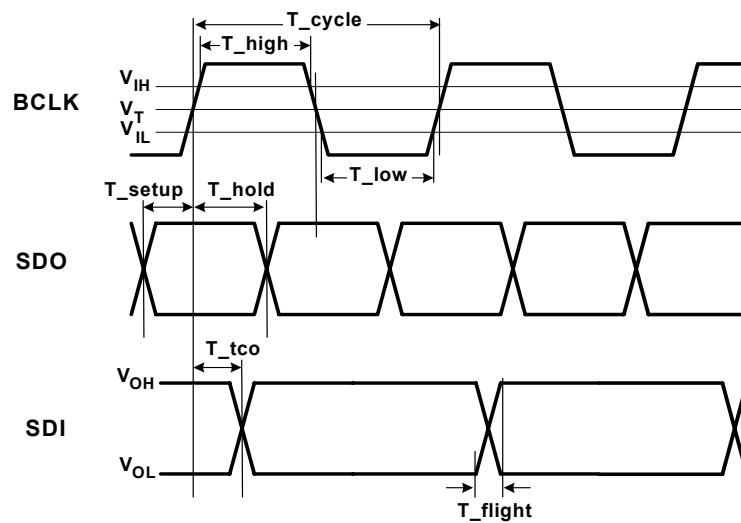 T_cycle
T_high
V_IH
BCLK
V_T
V_IL
T_low
T_setup
T_hold
SDO
T_tco
V_OH
SDI
V_OL
T_flight